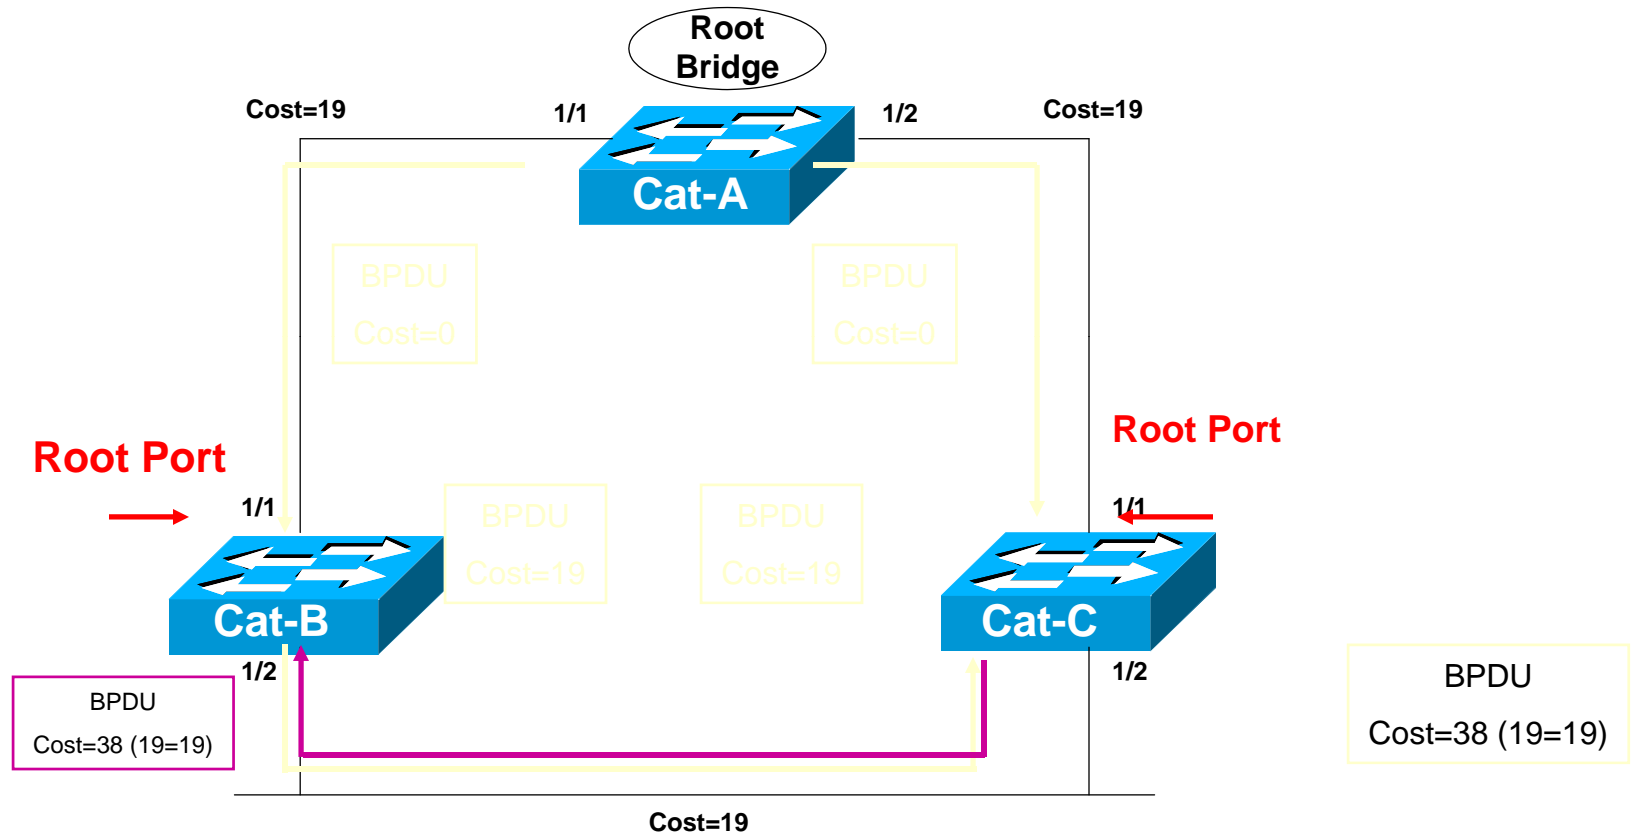 Root
Bridge
Cost=19
1/1
1/2
Cost=19
Cat-A
BPDU
Cost=0
BPDU
Cost=0
Root Port
Root Port
1/1
1/1
BPDU
Cost=19
BPDU
Cost=19
Cat-B
Cat-C
1/2
1/2
BPDU
Cost=38 (19=19)
BPDU
Cost=38 (19=19)
Cost=19